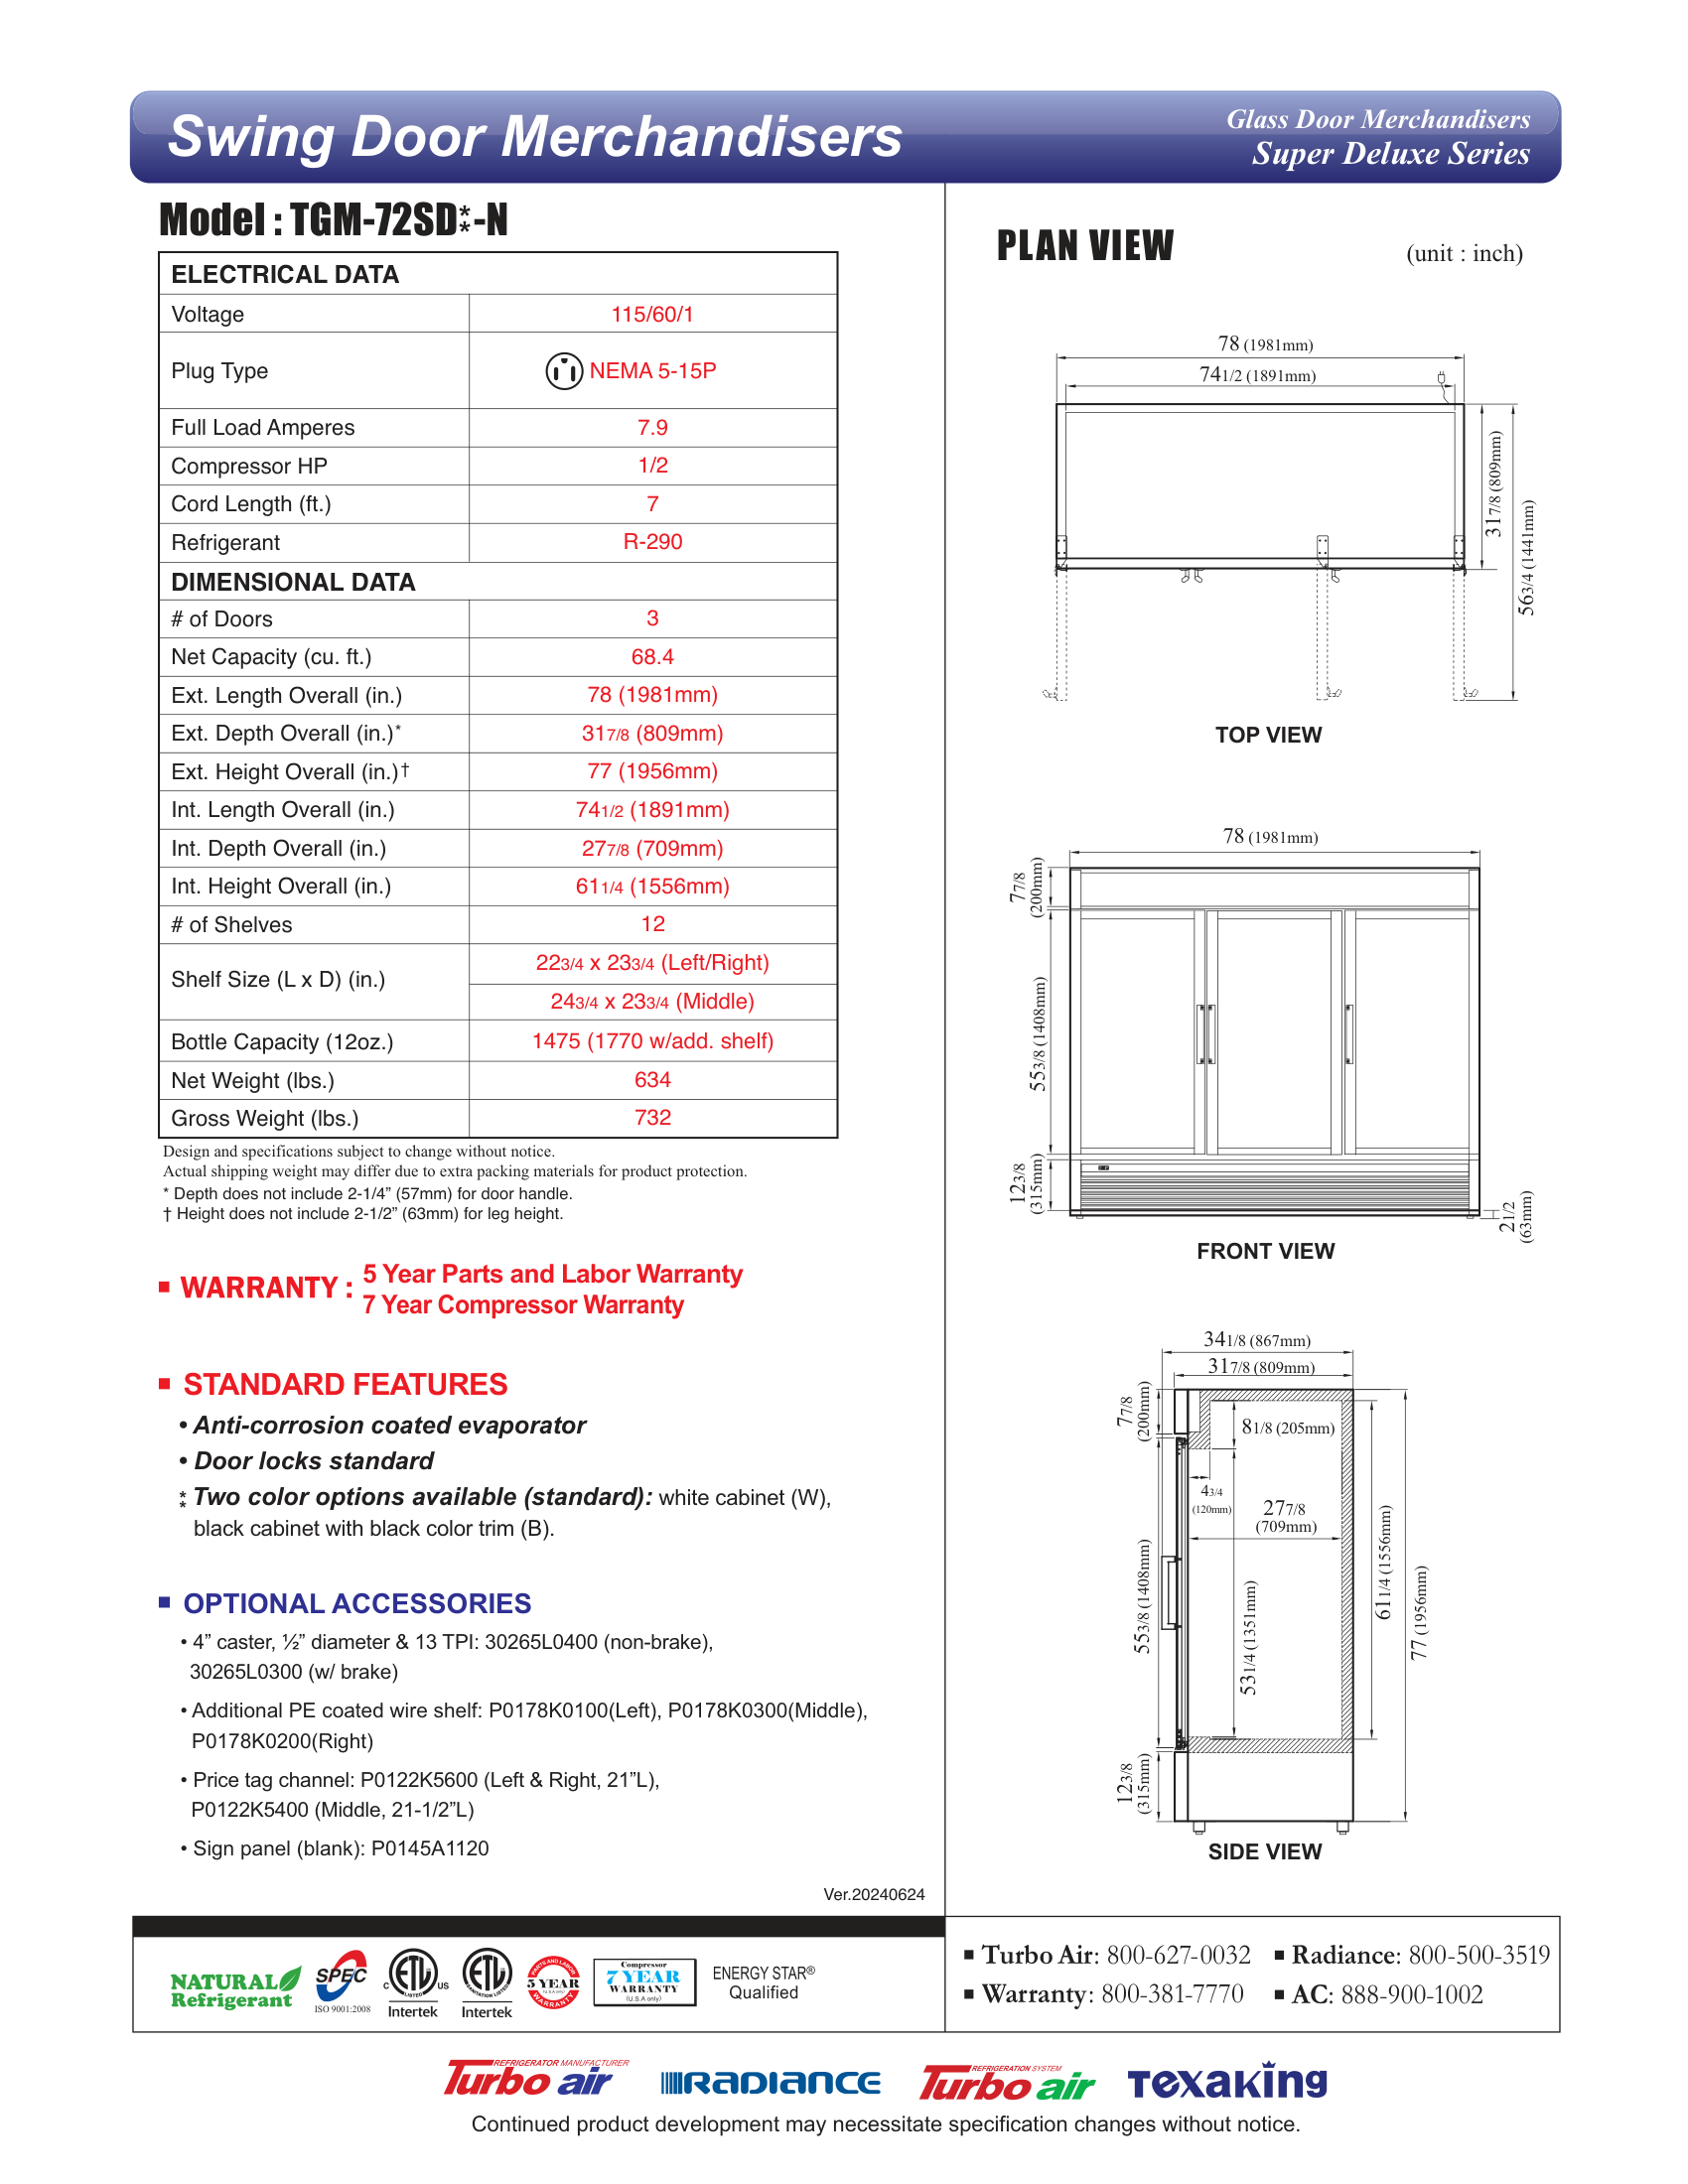 Swing Door Merchandisers
Glass Door Merchandisers
Super Deluxe Series
Model : TGM-72SD⁑-N
ELECTRICAL DATA
Voltage 115/60/1
Plug Type NEMA 5-15P
Full Load Amperes 7.9
Compressor HP 1/2
Cord Length (ft.) 7
Refrigerant R-290
DIMENSIONAL DATA
# of Doors 3
Net Capacity (cu. ft.) 68.4
Ext. Length Overall (in.) 78 (1981mm)
Ext. Depth Overall (in.)* 31 7/8 (809mm)
Ext. Height Overall (in.)† 77 (1956mm)
Int. Length Overall (in.) 74 1/2 (1891mm)
Int. Depth Overall (in.) 27 7/8 (709mm)
Int. Height Overall (in.) 61 1/4 (1556mm)
# of Shelves 12
Shelf Size (L x D) (in.) 22 3/4 x 23 3/4 (Left/Right)
24 3/4 x 23 3/4 (Middle)
Bottle Capacity (12oz.) 1475 (1770 w/add. shelf)
Net Weight (lbs.) 634
Gross Weight (lbs.) 732
Design and specifications subject to change without notice.
Actual shipping weight may differ due to extra packing materials for product protection.
* Depth does not include 2-1/4” (57mm) for door handle.
† Height does not include 2-1/2” (63mm) for leg height.
WARRANTY : 5 Year Parts and Labor Warranty
7 Year Compressor Warranty
STANDARD FEATURES
• Anti-corrosion coated evaporator
• Door locks standard
⁑ Two color options available (standard): white cabinet (W),
black cabinet with black color trim (B).
OPTIONAL ACCESSORIES
• 4” caster, ½” diameter & 13 TPI: 30265L0400 (non-brake),
30265L0300 (w/ brake)
• Additional PE coated wire shelf: P0178K0100(Left), P0178K0300(Middle),
P0178K0200(Right)
• Price tag channel: P0122K5600 (Left & Right, 21”L),
P0122K5400 (Middle, 21-1/2”L)
• Sign panel (blank): P0145A1120
Ver.20240624
PLAN VIEW
(unit : inch)
78 (1981mm)
74 1/2 (1891mm)
31 7/8 (809mm)
56 3/4 (1441mm)
TOP VIEW
78 (1981mm)
7 7/8
(200mm)
55 3/8 (1408mm)
12 3/8
(315mm)
2 1/2
(63mm)
FRONT VIEW
34 1/8 (867mm)
31 7/8 (809mm)
7 7/8
(200mm)
8 1/8 (205mm)
4 3/4
(120mm)
27 7/8
(709mm)
55 3/8 (1408mm)
53 1/4 (1351mm)
61 1/4 (1556mm)
77 (1956mm)
12 3/8
(315mm)
SIDE VIEW
NATURAL
Refrigerant
SPEC
ISO 9001:2008
C ETL US
LISTED
Intertek
ETL
SANITATION LISTED
Intertek
PARTS AND LABOR
5 YEAR
WARRANTY
Compressor
7 YEAR
WARRANTY
(U.S.A only)
ENERGY STAR®
Qualified
Turbo Air: 800-627-0032
Radiance: 800-500-3519
Warranty: 800-381-7770
AC: 888-900-1002
REFRIGERATOR MANUFACTURER
Turbo air
RADIANCE
REFRIGERATION SYSTEM
Turbo air
Texaking
Continued product development may necessitate specification changes without notice.